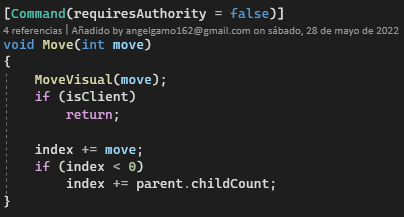 [Command(requiresAuthority = false)]
4 referencias | Añadido by angelgamo162@gmail.com on sábado, 28 de mayo de 2022
void Move(int move)
{
MoveVisual(move);
if (isClient)
return;
index += move;
if (index < 0)
index += parent.childCount;
}